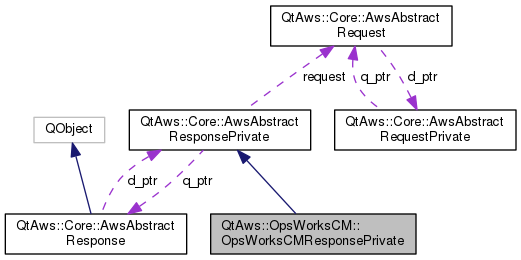 QtAws::Core::AwsAbstract
Request
request
q_ptr
d_ptr
QObject
QtAws::Core::AwsAbstract
ResponsePrivate
QtAws::Core::AwsAbstract
RequestPrivate
d_ptr
q_ptr
QtAws::Core::AwsAbstract
Response
QtAws::OpsWorksCM::
OpsWorksCMResponsePrivate